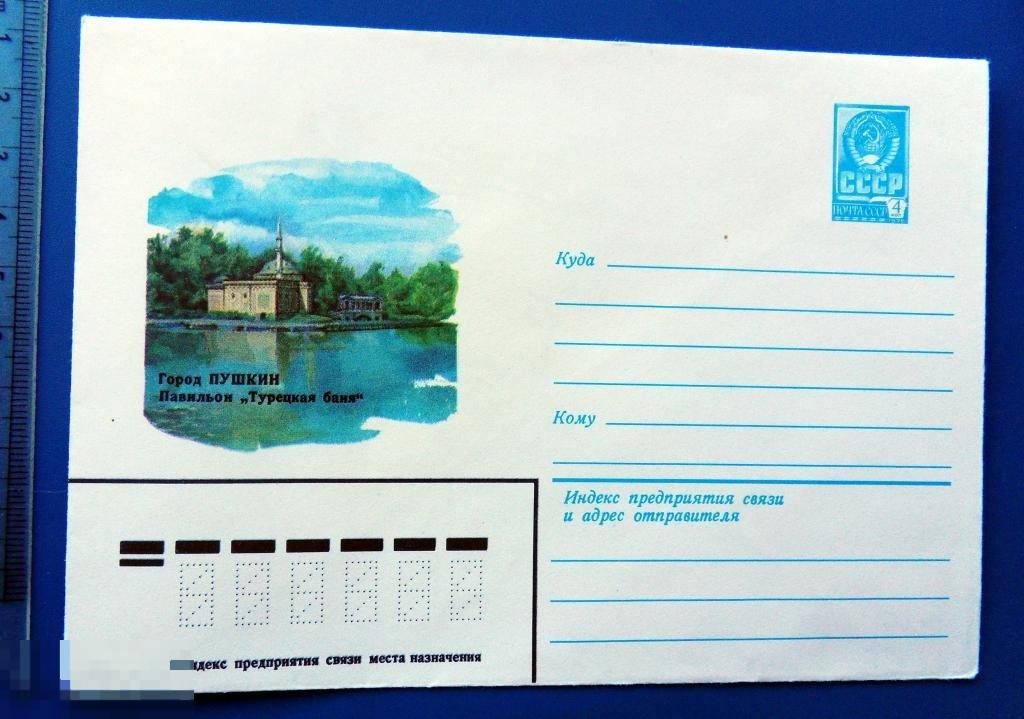 СССР
ПОЧТА СССР 4
Куда
Кому
Город ПУШКИН
Павильон „Турецкая баня“
Индекс предприятия связи
и адрес отправителя
предприятия связи места назначения